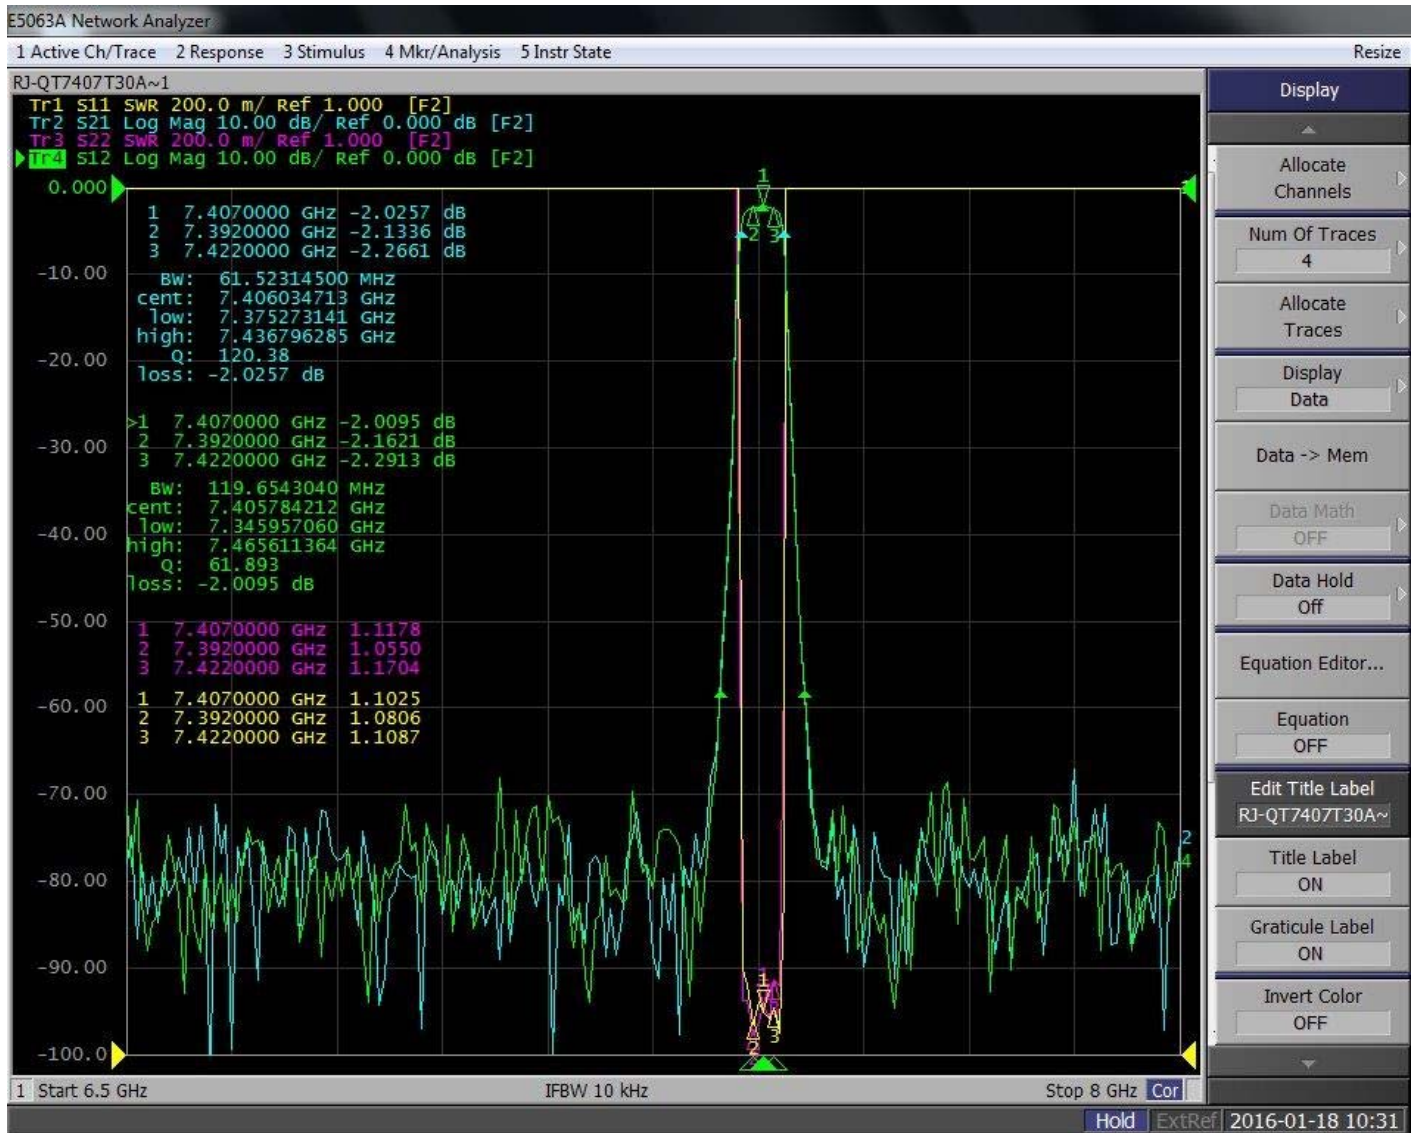 E5063A Network Analyzer
1 Active Ch/Trace 2 Response 3 Stimulus 4 Mkr/Analysis 5 Instr State Resize
RJ-QT7407T30A~1
Tr1 S11 SWR 200.0 m/ Ref 1.000 [F2]
Tr2 S21 Log Mag 10.00 dB/ Ref 0.000 dB [F2]
Tr3 S22 SWR 200.0 m/ Ref 1.000 [F2]
Tr4 S12 Log Mag 10.00 dB/ Ref 0.000 dB [F2]
0.000
-10.00
-20.00
-30.00
-40.00
-50.00
-60.00
-70.00
-80.00
-90.00
-100.0
1 7.4070000 GHz -2.0257 dB
2 7.3920000 GHz -2.1336 dB
3 7.4220000 GHz -2.2661 dB
BW: 61.52314500 MHz
cent: 7.406034713 GHz
low: 7.375273141 GHz
high: 7.436796285 GHz
Q: 120.38
loss: -2.0257 dB
>1 7.4070000 GHz -2.0095 dB
2 7.3920000 GHz -2.1621 dB
3 7.4220000 GHz -2.2913 dB
BW: 119.6543040 MHz
cent: 7.405784212 GHz
low: 7.345957060 GHz
high: 7.465611364 GHz
Q: 61.893
loss: -2.0095 dB
1 7.4070000 GHz 1.1178
2 7.3920000 GHz 1.0550
3 7.4220000 GHz 1.1704
1 7.4070000 GHz 1.1025
2 7.3920000 GHz 1.0806
3 7.4220000 GHz 1.1087
1
2 3
2
4
1
3
2
1 Start 6.5 GHz IFBW 10 kHz Stop 8 GHz Cor
Display
Allocate
Channels
Num Of Traces
4
Allocate
Traces
Display
Data
Data -> Mem
Data Math
OFF
Data Hold
Off
Equation Editor...
Equation
OFF
Edit Title Label
RJ-QT7407T30A~
Title Label
ON
Graticule Label
ON
Invert Color
OFF
Hold ExtRef 2016-01-18 10:31